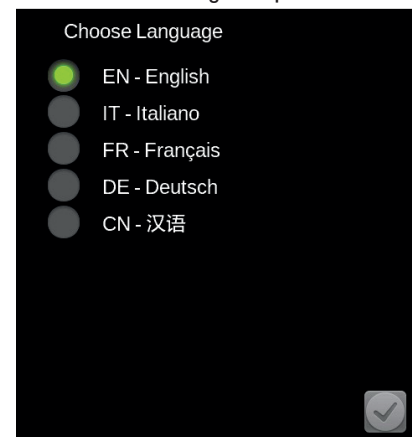 Choose Language
EN - English
IT - Italiano
FR - Français
DE - Deutsch
CN - 汉语